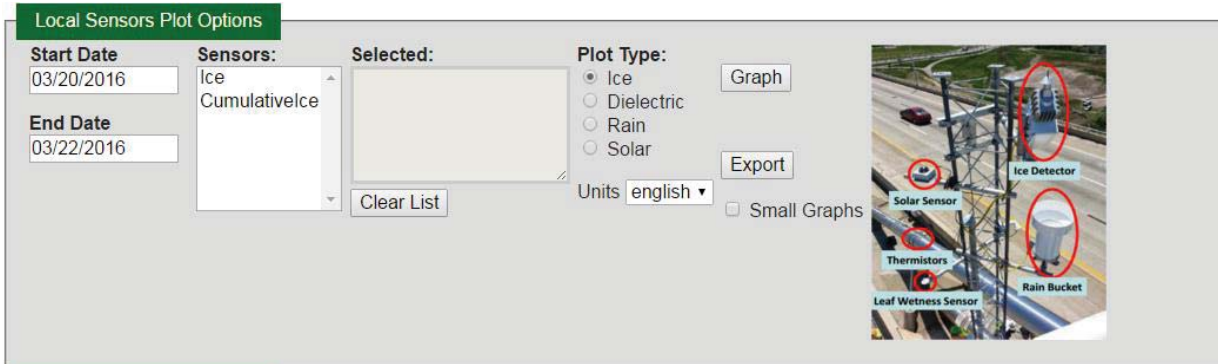 Local Sensors Plot Options
Start Date
03/20/2016
End Date
03/22/2016
Sensors:
Ice
CumulativeIce
Selected:
Clear List
Plot Type:
Ice
Dielectric
Rain
Solar
Units english
Graph
Export
Small Graphs
Ice Detector
Solar Sensor
Thermistors
Rain Bucket
Leaf Wetness Sensor